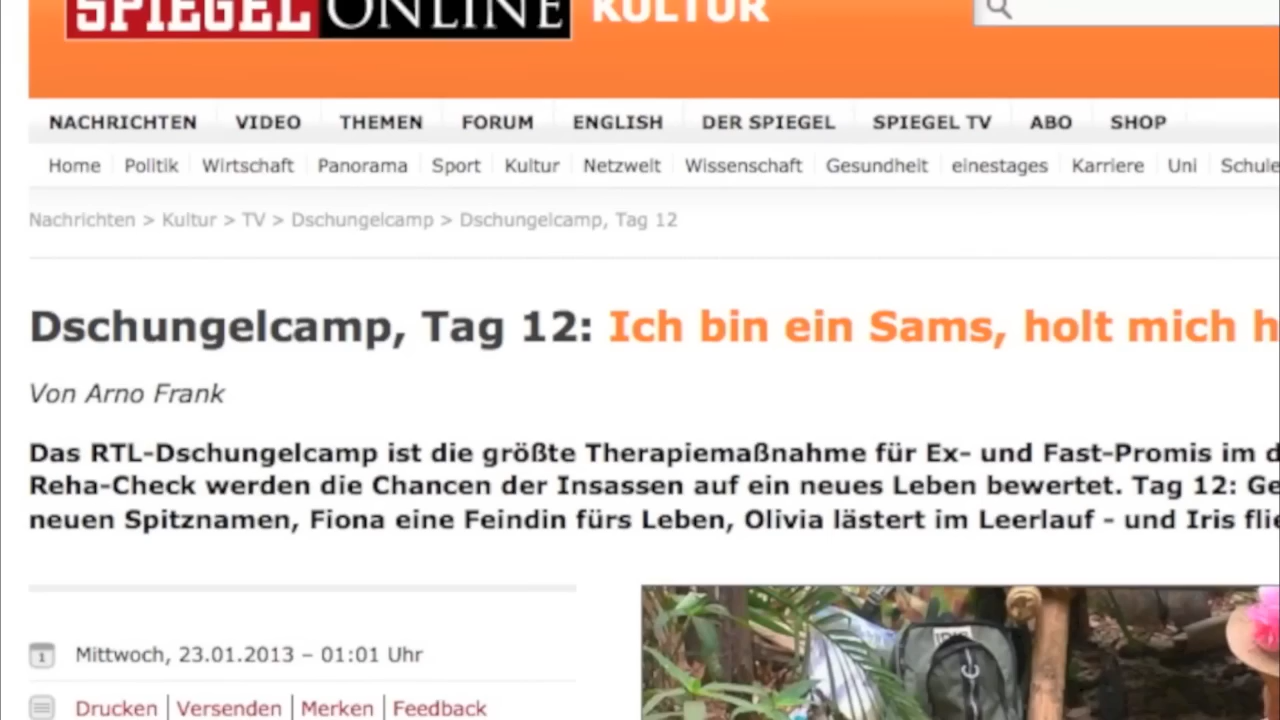 SPIEGEL ONLINE KULTUR
NACHRICHTEN VIDEO THEMEN FORUM ENGLISH DER SPIEGEL SPIEGEL TV ABO SHOP
Home Politik Wirtschaft Panorama Sport Kultur Netzwelt Wissenschaft Gesundheit einestages Karriere Uni Schule
Nachrichten > Kultur > TV > Dschungelcamp > Dschungelcamp, Tag 12
Dschungelcamp, Tag 12: Ich bin ein Sams, holt mich h
Von Arno Frank
Das RTL-Dschungelcamp ist die größte Therapiemaßnahme für Ex- und Fast-Promis im d
Reha-Check werden die Chancen der Insassen auf ein neues Leben bewertet. Tag 12: Ge
neuen Spitznamen, Fiona eine Feindin fürs Leben, Olivia lästert im Leerlauf - und Iris flie
1 Mittwoch, 23.01.2013 – 01:01 Uhr
Drucken | Versenden | Merken | Feedback